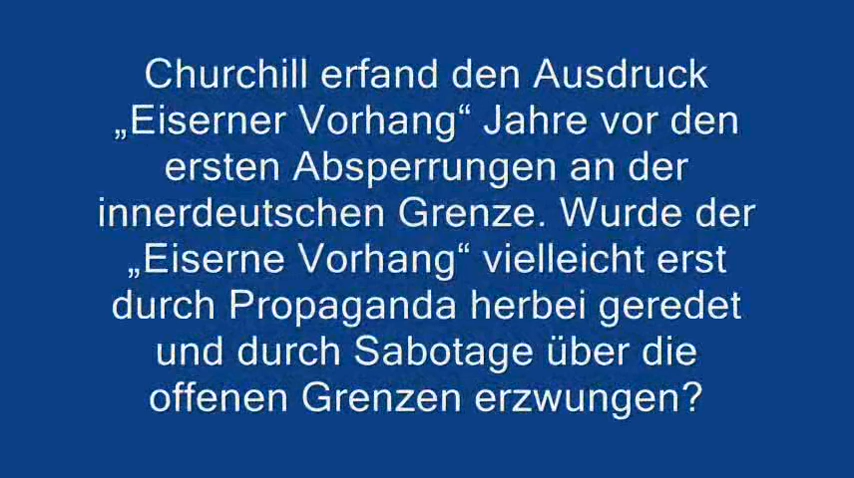 Churchill erfand den Ausdruck
„Eiserner Vorhang“ Jahre vor den
ersten Absperrungen an der
innerdeutschen Grenze. Wurde der
„Eiserne Vorhang“ vielleicht erst
durch Propaganda herbei geredet
und durch Sabotage über die
offenen Grenzen erzwungen?